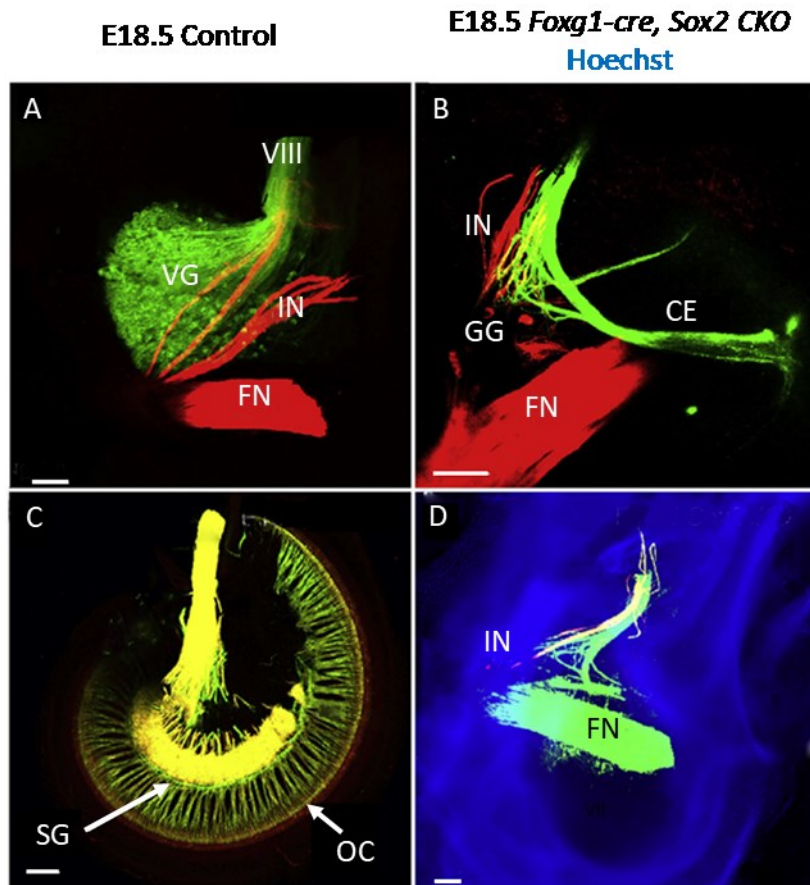 E18.5 Control
E18.5 Foxg1-cre, Sox2 CKO
Hoechst
A
VIII
VG
IN
FN
B
IN
GG
CE
FN
C
SG
OC
D
IN
FN